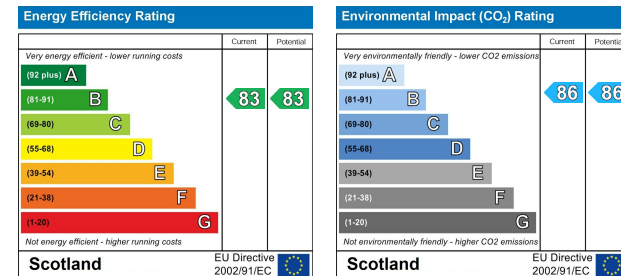 Energy Efficiency Rating
Current Potential
Very energy efficient - lower running costs
(92 plus) A
(81-91) B
83 83
(69-80) C
(55-68) D
(39-54) E
(21-38) F
(1-20) G
Not energy efficient - higher running costs
Scotland
EU Directive
2002/91/EC
Environmental Impact (CO₂) Rating
Current Potentia
Very environmentally friendly - lower CO2 emissions
(92 plus) A
(81-91) B
86 86
(69-80) C
(55-68) D
(39-54) E
(21-38) F
(1-20) G
Not environmentally friendly - higher CO2 emissions
Scotland
EU Directive
2002/91/EC